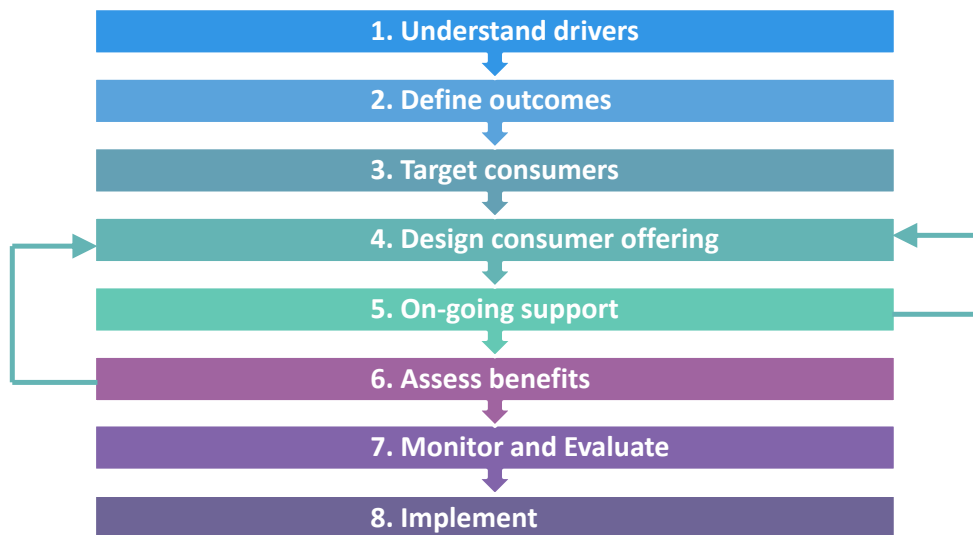 1. Understand drivers
2. Define outcomes
3. Target consumers
4. Design consumer offering
5. On-going support
6. Assess benefits
7. Monitor and Evaluate
8. Implement